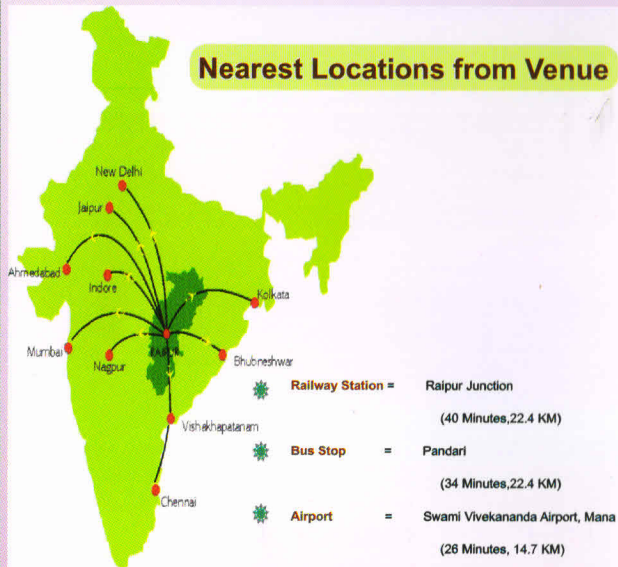 Nearest Locations from Venue
New Delhi
Jaipur
Ahmedabad
Indore
Kolkata
Mumbai
Nagpur
Bhubneshwar
Vishakhapatanam
Chennai
Railway Station = Raipur Junction
(40 Minutes,22.4 KM)
Bus Stop = Pandari
(34 Minutes,22.4 KM)
Airport = Swami Vivekananda Airport, Mana
(26 Minutes, 14.7 KM)